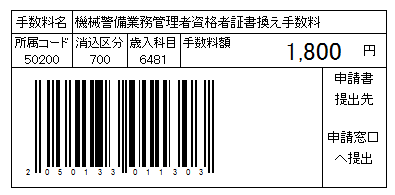 手数料名 機械警備業務管理者資格者証書換え手数料
所属コード 消込区分 歳入科目 手数料額 1,800 円
50200 700 6481
申請書
提出先
申請窓口
へ提出
20501330110303